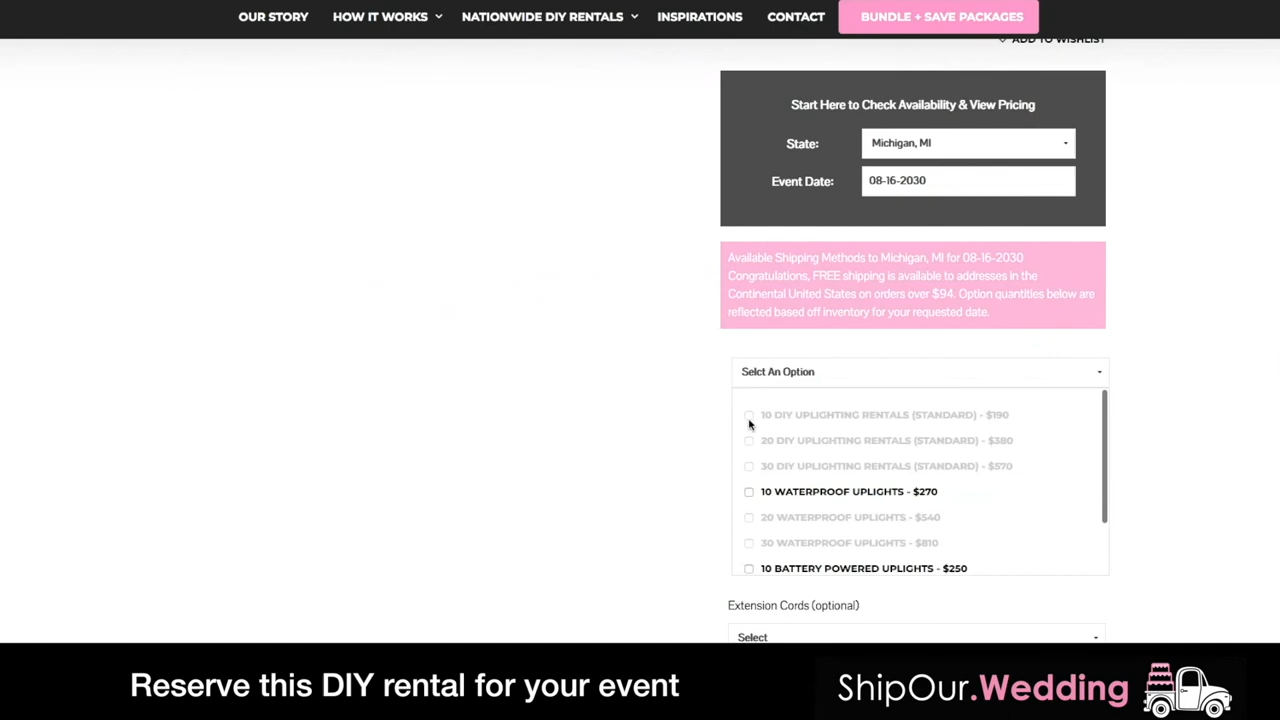 OUR STORY HOW IT WORKS NATIONWIDE DIY RENTALS INSPIRATIONS CONTACT BUNDLE + SAVE PACKAGES
ADD TO WISHLIST
Start Here to Check Availability & View Pricing
State: Michigan, MI
Event Date: 08-16-2030
Available Shipping Methods to Michigan, MI for 08-16-2030
Congratulations, FREE shipping is available to addresses in the
Continental United States on orders over $94. Option quantities below are
reflected based off inventory for your requested date.
Selct An Option
10 DIY UPLIGHTING RENTALS (STANDARD) - $190
20 DIY UPLIGHTING RENTALS (STANDARD) - $380
30 DIY UPLIGHTING RENTALS (STANDARD) - $570
10 WATERPROOF UPLIGHTS - $270
20 WATERPROOF UPLIGHTS - $540
30 WATERPROOF UPLIGHTS - $810
10 BATTERY POWERED UPLIGHTS - $250
Extension Cords (optional)
Select
Reserve this DIY rental for your event
ShipOur.Wedding